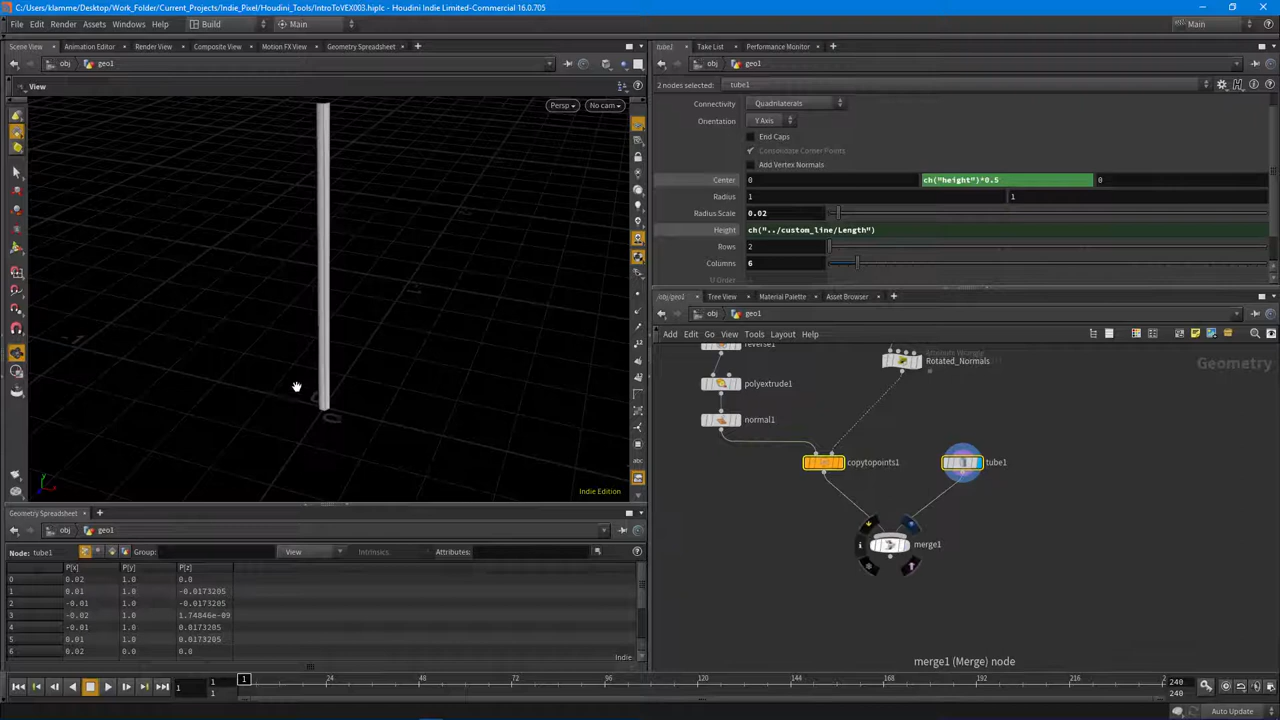 C:/Users/klamme/Desktop/Work_Folder/Current_Projects/Indie_Pixel/Houdini_Tools/IntroToVEX003.hiplc - Houdini Indie Limited-Commercial 16.0.705
File Edit Render Assets Windows Help Build Main Main
Scene View Animation Editor Render View Composite View Motion FX View Geometry Spreadsheet
obj geo1
View
Persp No cam
Indie Edition
tube1 Take List Performance Monitor
obj geo1
2 nodes selected: tube1
Connectivity Quadrilaterals
Orientation Y Axis
End Caps
Consolidate Corner Points
Add Vertex Normals
Center 0 ch("height")*0.5 0
Radius 1 1
Radius Scale 0.02
Height ch("../custom_line/Length")
Rows 2
Columns 6
U Order
/obj/geo1 Tree View Material Palette Asset Browser
obj geo1
Add Edit Go View Tools Layout Help
Geometry
reverse1
Attribute Wrangle
Rotated_Normals
polyextrude1
normal1
copytopoints1
tube1
merge1
merge1 (Merge) node
Geometry Spreadsheet
obj geo1
Node: tube1 Group: View Intrinsics Attributes:
P[x] P[y] P[z]
0 0.02 1.0 0.0
1 0.01 1.0 -0.0173205
2 -0.01 1.0 -0.0173205
3 -0.02 1.0 1.74846e-09
4 -0.01 1.0 0.0173205
5 0.01 1.0 0.0173205
6 0.02 0.0 0.0
Indie
1 1 1 1 24 48 72 96 120 144 168 192 216 240 240
Auto Update